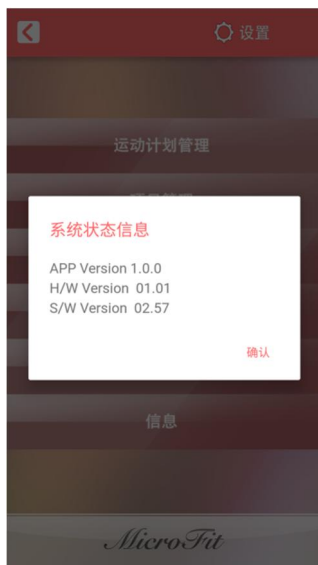 设置
运动计划管理
系统状态信息
APP Version 1.0.0
H/W Version 01.01
S/W Version 02.57
确认
信息
MicroFit